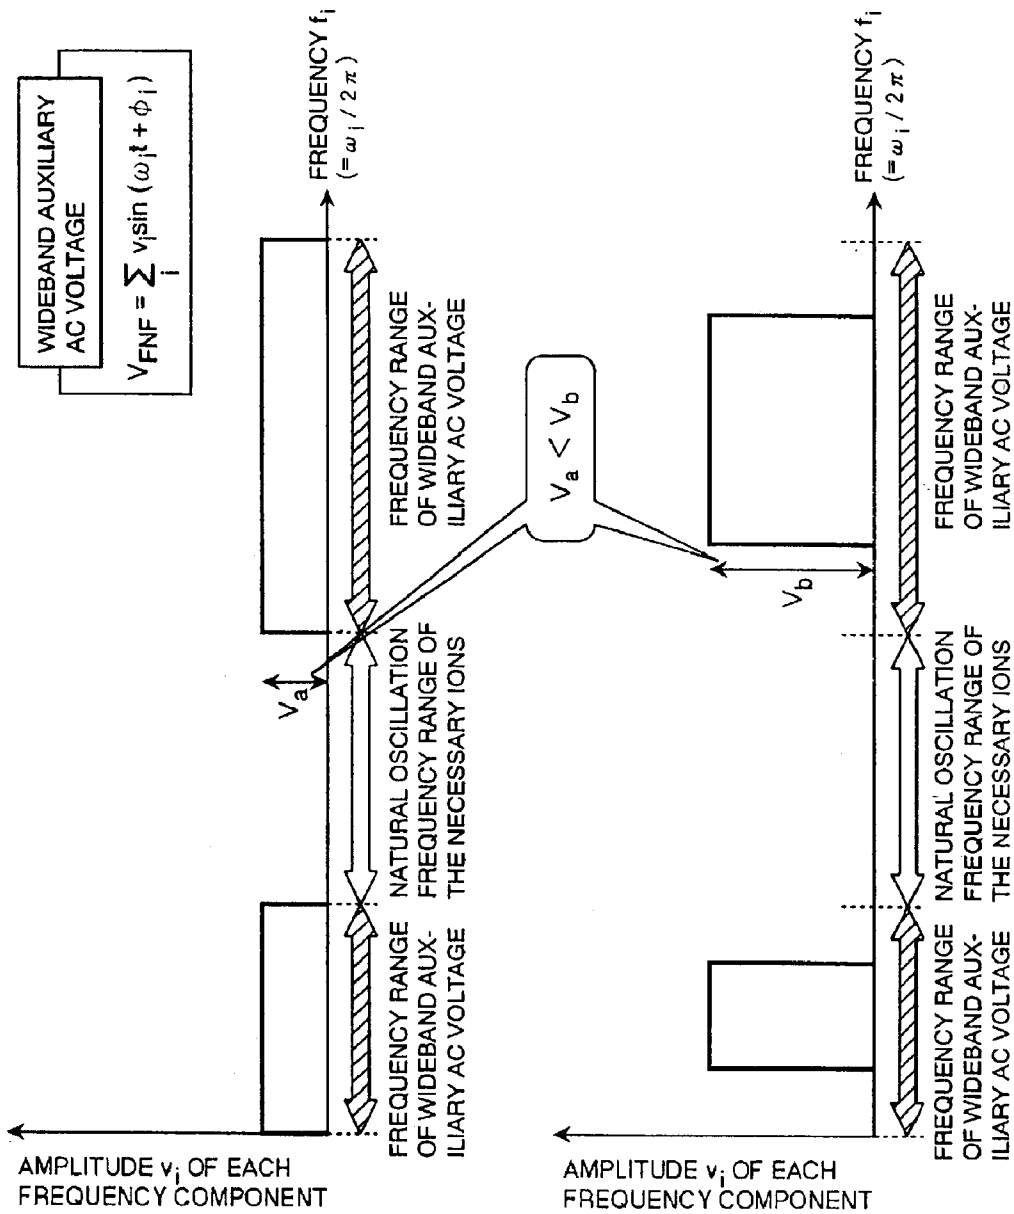 WIDEBAND AUXILIARY
AC VOLTAGE
V_FNF = Σ_i v_i sin (ω_i t + ϕ_i)
AMPLITUDE v_i OF EACH
FREQUENCY COMPONENT
V_a
FREQUENCY f_i
(= ω_i / 2π)
FREQUENCY RANGE
OF WIDEBAND AUX-
ILIARY AC VOLTAGE
NATURAL OSCILLATION
FREQUENCY RANGE OF
THE NECESSARY IONS
FREQUENCY RANGE
OF WIDEBAND AUX-
ILIARY AC VOLTAGE
V_a < V_b
AMPLITUDE v_i OF EACH
FREQUENCY COMPONENT
V_b
FREQUENCY f_i
(= ω_i / 2π)
FREQUENCY RANGE
OF WIDEBAND AUX-
ILIARY AC VOLTAGE
NATURAL OSCILLATION
FREQUENCY RANGE OF
THE NECESSARY IONS
FREQUENCY RANGE
OF WIDEBAND AUX-
ILIARY AC VOLTAGE